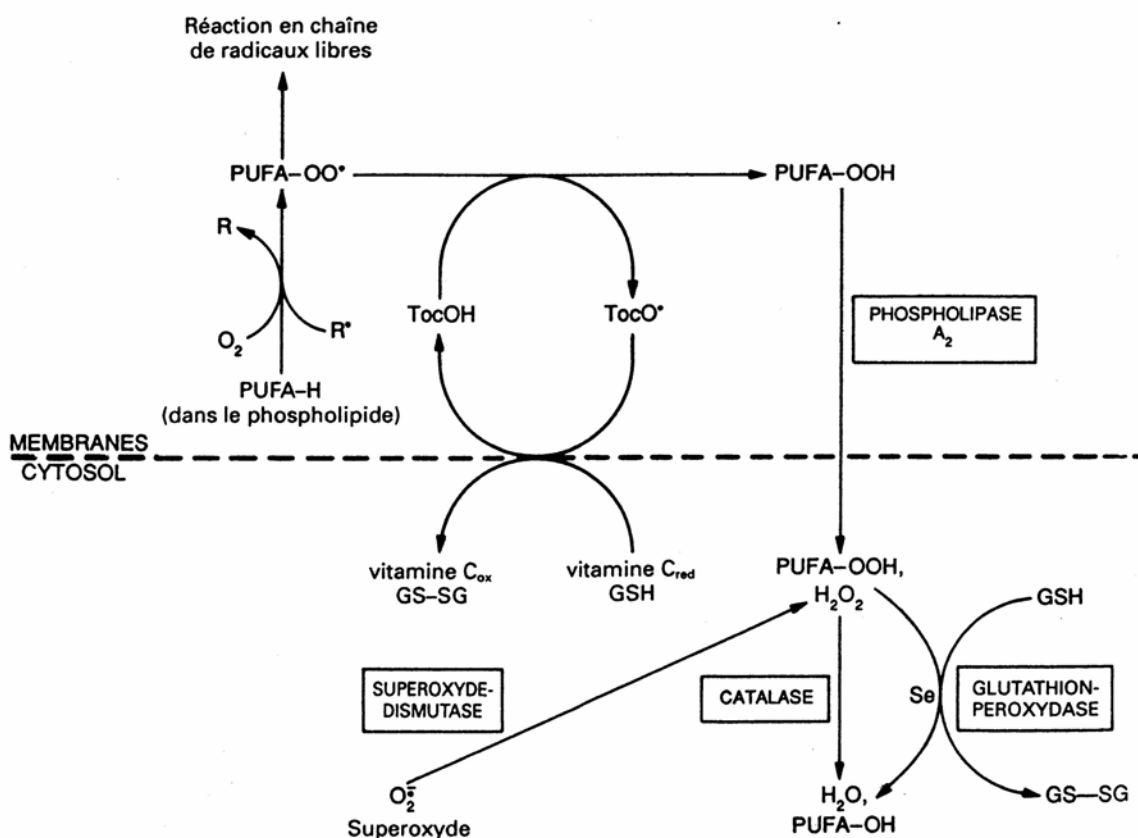 Réaction en chaîne
de radicaux libres
PUFA–OO•
PUFA–OOH
R
TocOH
TocO•
PHOSPHOLIPASE
A₂
O₂
R•
PUFA–H
(dans le phospholipide)
MEMBRANES
CYTOSOL
vitamine Cox
GS–SG
vitamine Cred
GSH
PUFA–OOH,
H₂O₂
GSH
SUPEROXYDE-
DISMUTASE
CATALASE
Se
GLUTATHION-
PEROXYDASE
O₂•̄
Superoxyde
H₂O,
PUFA–OH
GS—SG